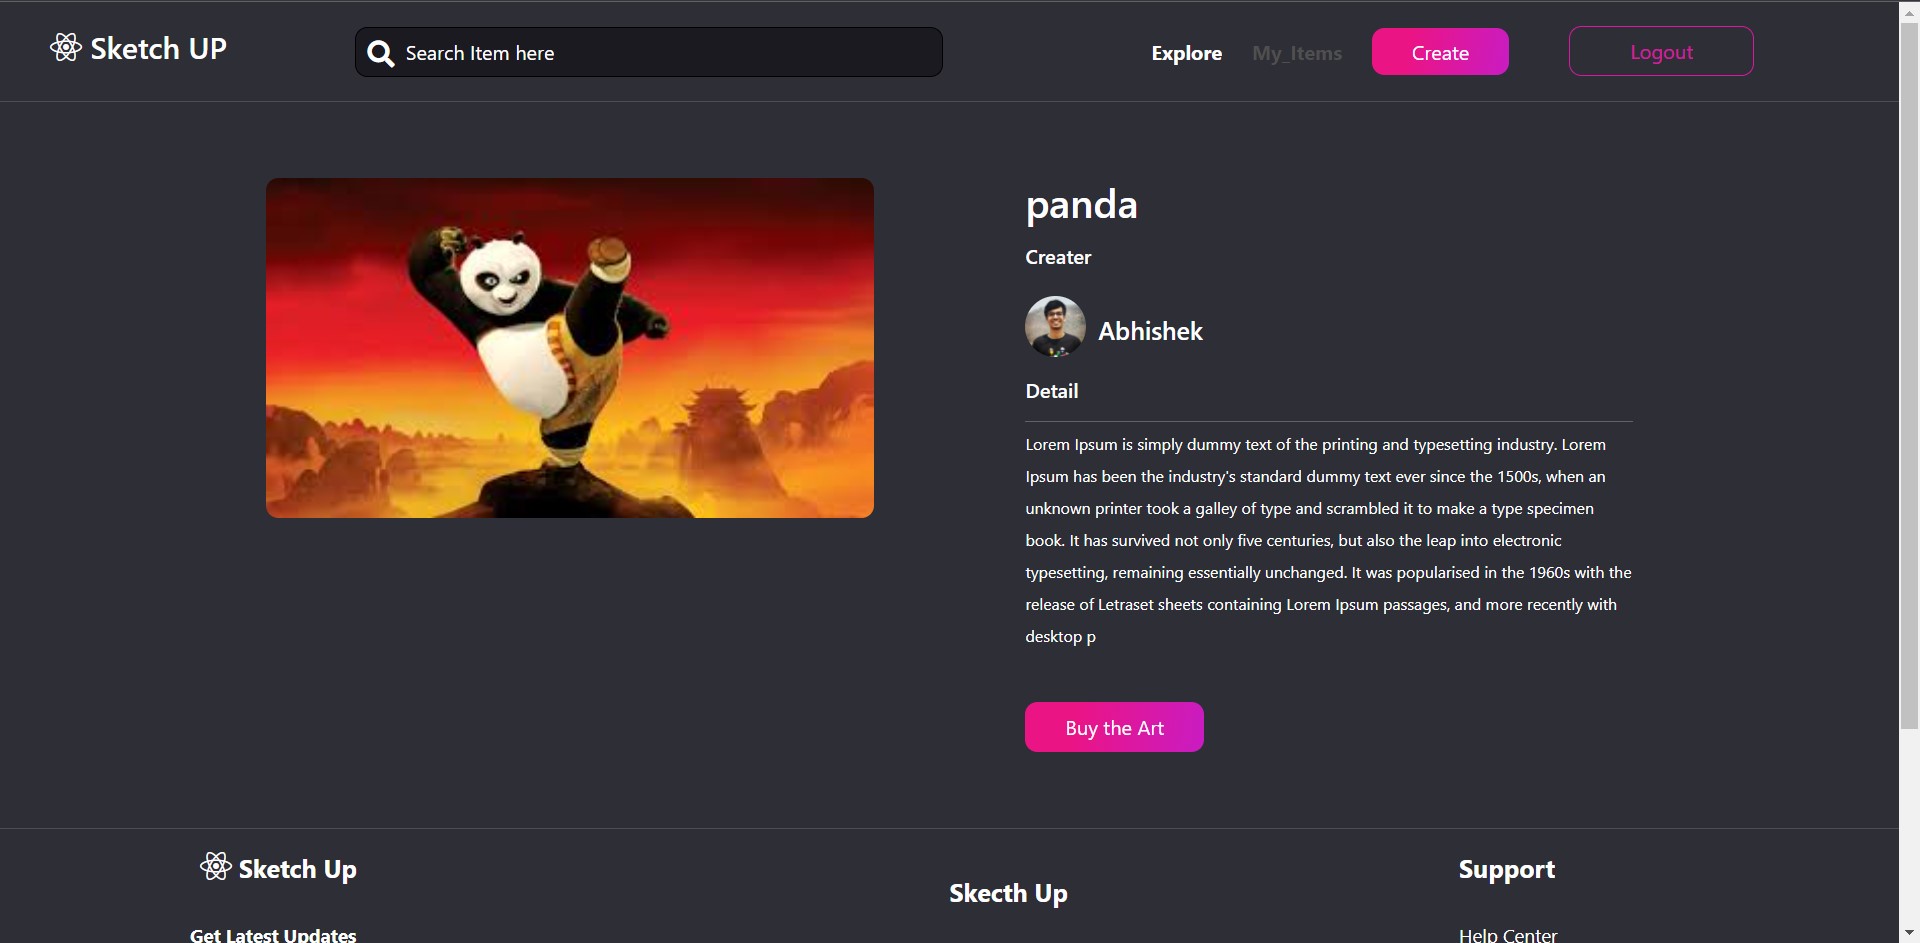 Sketch UP
Search Item here
Explore
My_Items
Create
Logout
panda
Creater
Abhishek
Detail
Lorem Ipsum is simply dummy text of the printing and typesetting industry. Lorem
Ipsum has been the industry's standard dummy text ever since the 1500s, when an
unknown printer took a galley of type and scrambled it to make a type specimen
book. It has survived not only five centuries, but also the leap into electronic
typesetting, remaining essentially unchanged. It was popularised in the 1960s with the
release of Letraset sheets containing Lorem Ipsum passages, and more recently with
desktop p
Buy the Art
Sketch Up
Get Latest Updates
Skecth Up
Support
Help Center